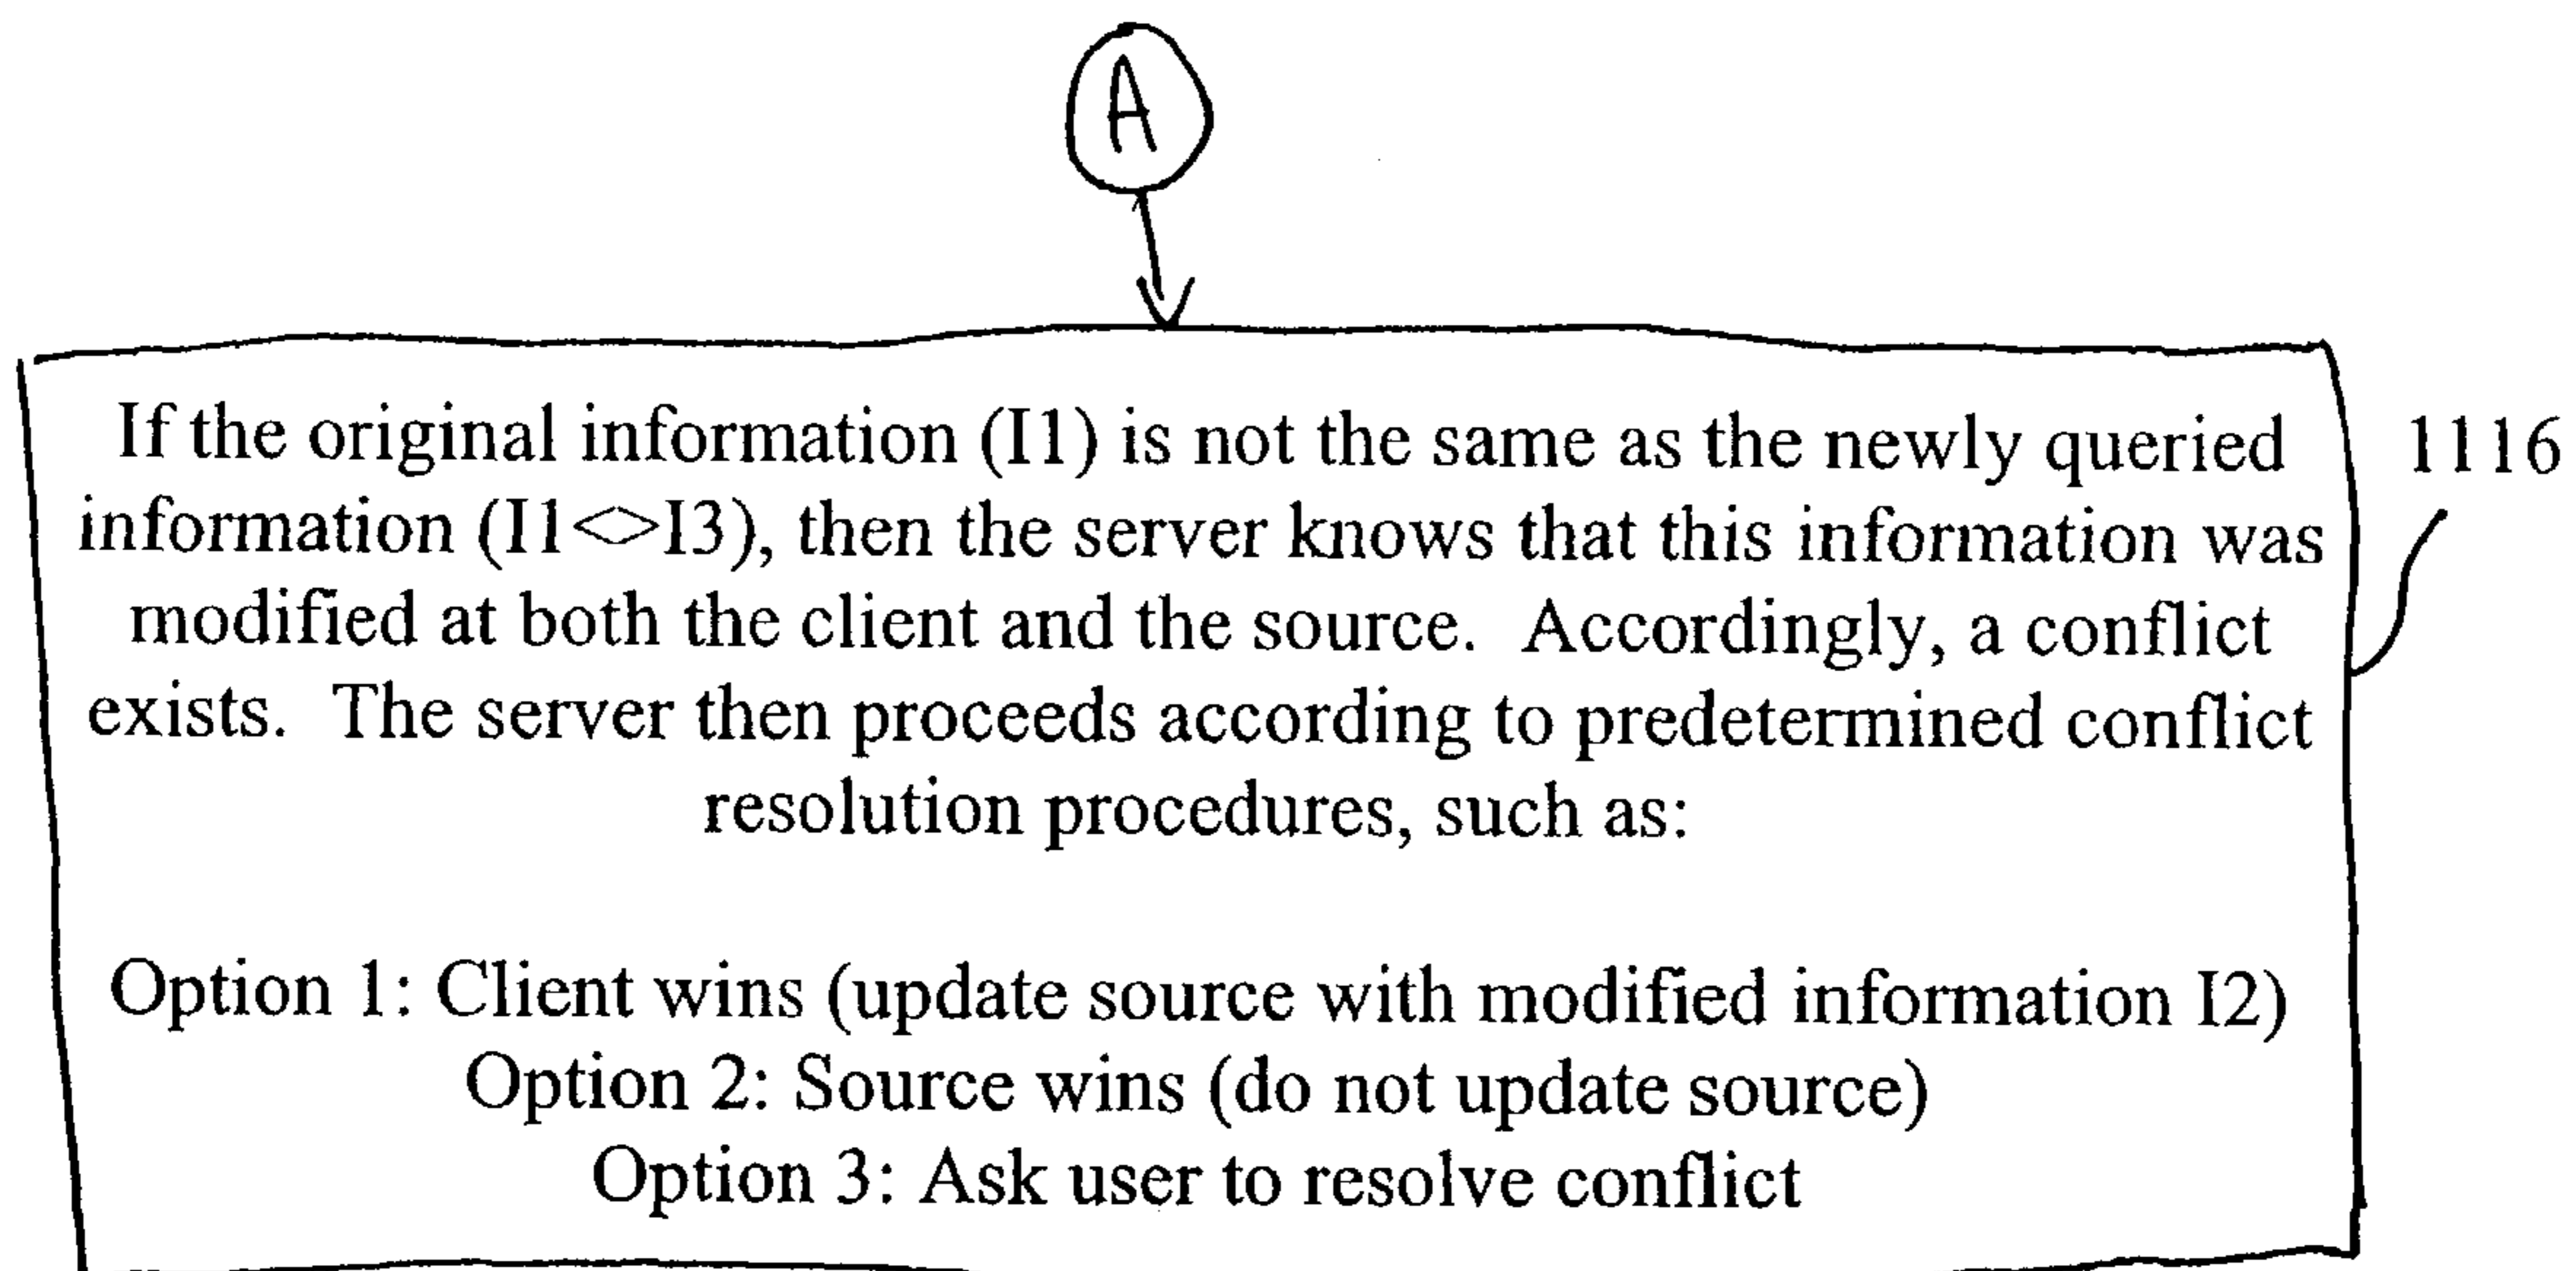 A
If the original information (I1) is not the same as the newly queried
1116
information (I1<>I3), then the server knows that this information was
modified at both the client and the source.  Accordingly, a conflict
exists.  The server then proceeds according to predetermined conflict
resolution procedures, such as:
Option 1: Client wins (update source with modified information I2)
Option 2: Source wins (do not update source)
Option 3: Ask user to resolve conflict